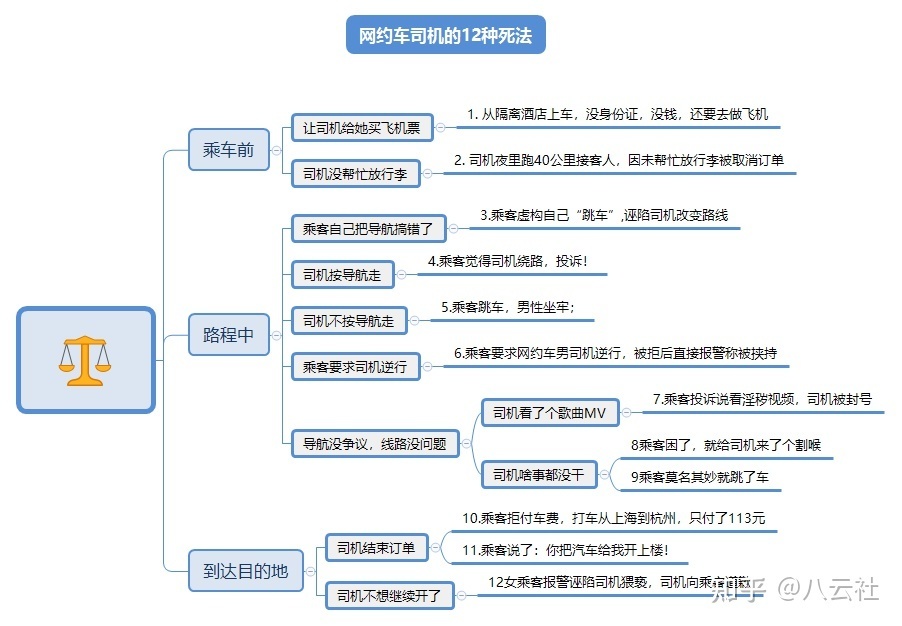 网约车司机的12种死法
乘车前
让司机给她买飞机票
1. 从隔离酒店上车，没身份证，没钱，还要去做飞机
司机没帮忙放行李
2. 司机夜里跑40公里接客人，因未帮忙放行李被取消订单
路程中
乘客自己把导航搞错了
3.乘客虚构自己“跳车”,诬陷司机改变路线
司机按导航走
4.乘客觉得司机绕路，投诉！
司机不按导航走
5.乘客跳车，男性坐牢；
乘客要求司机逆行
6.乘客要求网约车男司机逆行，被拒后直接报警称被挟持
导航没争议，线路没问题
司机看了个歌曲MV
7.乘客投诉说看淫秽视频，司机被封号
司机啥事都没干
8乘客困了，就给司机来了个割喉
9乘客莫名其妙就跳了车
到达目的地
司机结束订单
10.乘客拒付车费，打车从上海到杭州，只付了113元
11.乘客说了：你把汽车给我开上楼！
司机不想继续开了
12女乘客报警诬陷司机猥亵，司机向乘客道歉
知乎 @八云社